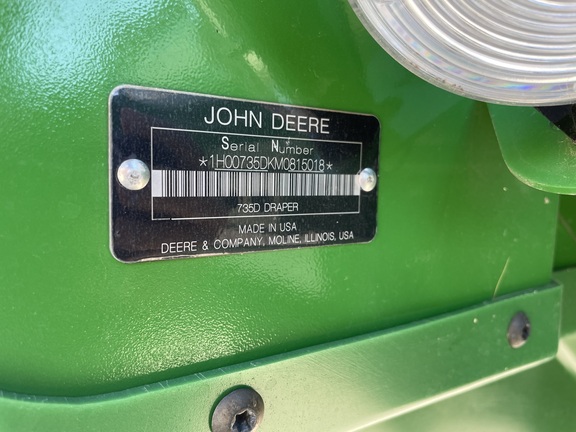 JOHN DEERE
Serial Number
*1H00735DKM0815018*
735D DRAPER
MADE IN USA
DEERE & COMPANY, MOLINE, ILLINOIS, USA